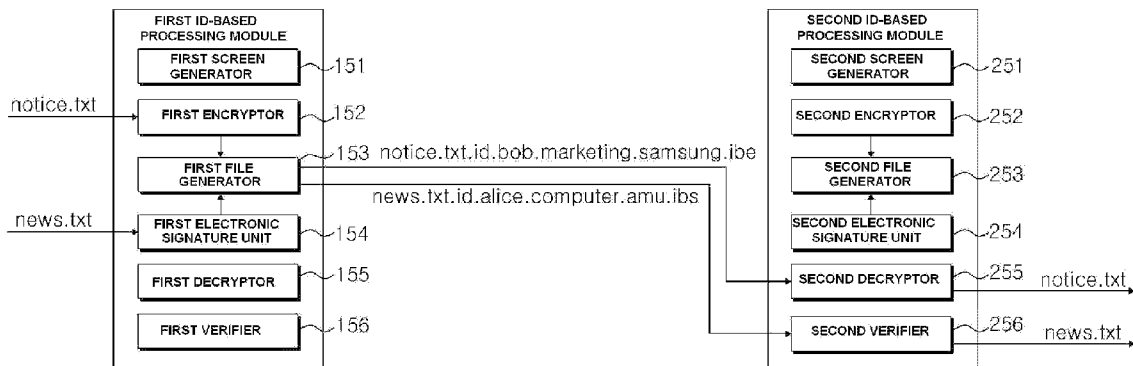 FIRST ID-BASED
PROCESSING MODULE
FIRST SCREEN
GENERATOR
151
notice.txt
FIRST ENCRYPTOR
152
FIRST FILE
GENERATOR
153
notice.txt.id.bob.marketing.samsung.ibe
news.txt.id.alice.computer.amu.ibs
news.txt
FIRST ELECTRONIC
SIGNATURE UNIT
154
FIRST DECRYPTOR
155
FIRST VERIFIER
156
SECOND ID-BASED
PROCESSING MODULE
SECOND SCREEN
GENERATOR
251
SECOND ENCRYPTOR
252
SECOND FILE
GENERATOR
253
SECOND ELECTRONIC
SIGNATURE UNIT
254
SECOND DECRYPTOR
255
notice.txt
SECOND VERIFIER
256
news.txt